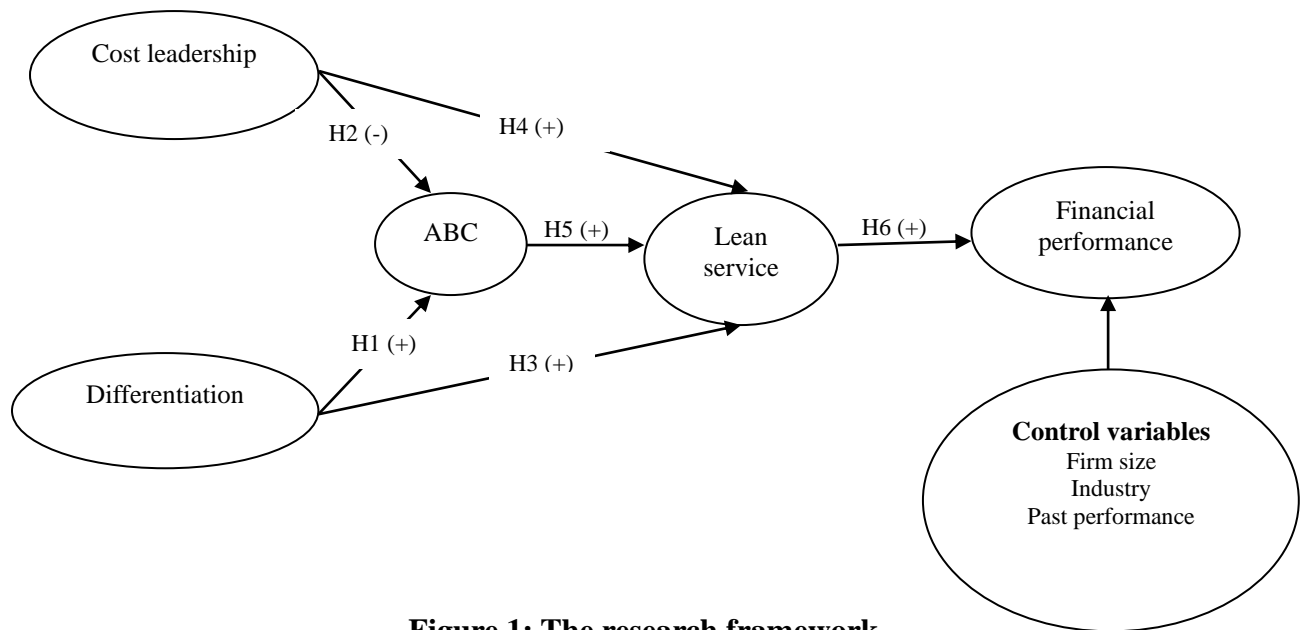 Cost leadership
H2 (-)
H4 (+)
ABC
H5 (+)
Lean
service
H6 (+)
Financial
performance
H1 (+)
H3 (+)
Differentiation
Control variables
Firm size
Industry
Past performance
Figure 1: The research framework